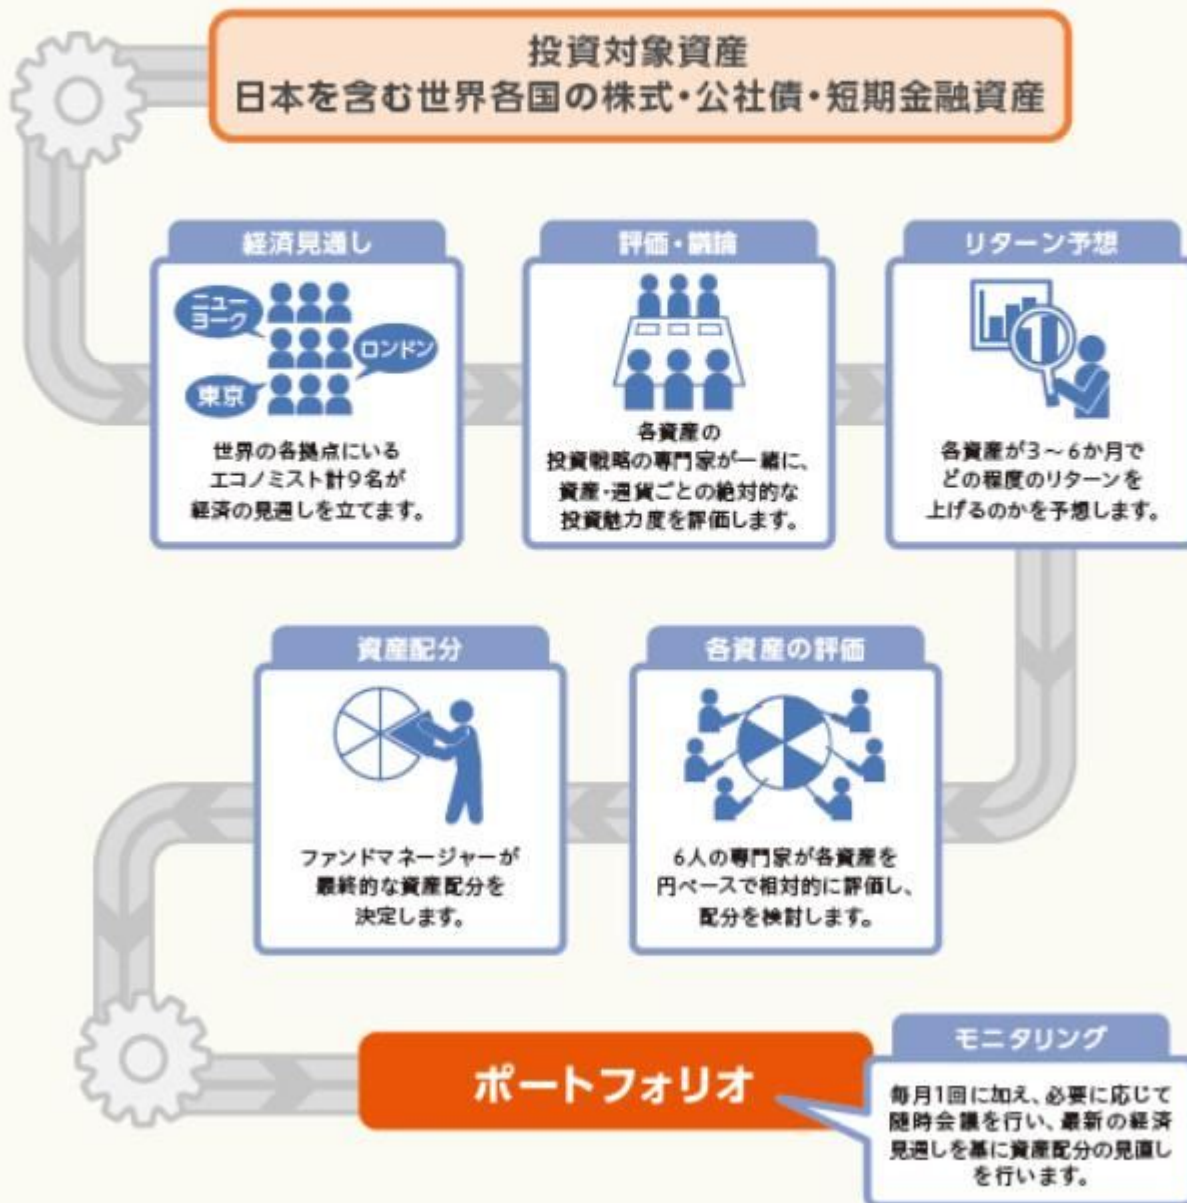 投資対象資産
日本を含む世界各国の株式・公社債・短期金融資産
経済見通し
ニュー
ヨーク
ロンドン
東京
世界の各拠点にいる
エコノミスト計9名が
経済の見通しを立てます。
評価・議論
各資産の
投資戦略の専門家が一緒に、
資産・通貨ごとの絶対的な
投資魅力度を評価します。
リターン予想
各資産が3～6か月で
どの程度のリターンを
上げるのかを予想します。
各資産の評価
6人の専門家が各資産を
円ベースで相対的に評価し、
配分を検討します。
資産配分
ファンドマネージャーが
最終的な資産配分を
決定します。
ポートフォリオ
モニタリング
毎月1回に加え、必要に応じて
随時会議を行い、最新の経済
見通しを基に資産配分の見直し
を行います。